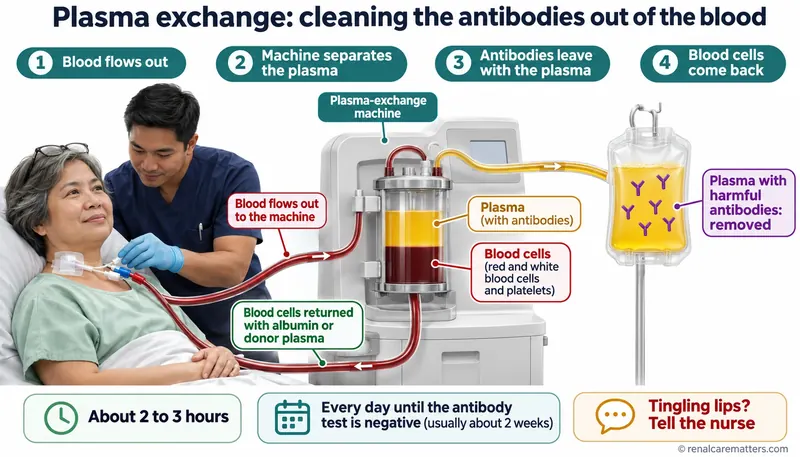 Plasma exchange: cleaning the antibodies out of the blood
1 Blood flows out
2 Machine separates
the plasma
3 Antibodies leave
with the plasma
4 Blood cells
come back
Plasma-exchange
machine
Blood flows out
to the machine
Plasma
(with antibodies)
Blood cells
(red and white
blood cells
and platelets)
Plasma with
harmful
antibodies:
removed
Blood cells returned
with albumin or
donor plasma
About 2 to 3 hours
Every day until the antibody
test is negative (usually about 2 weeks)
Tingling lips?
Tell the nurse
© renalcarematters.com